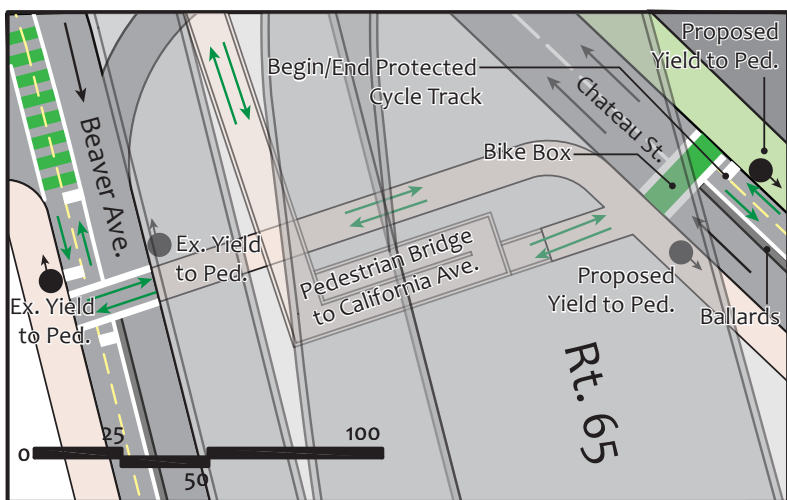 Proposed
Yield to Ped.
Begin/End Protected
Cycle Track
Chateau St.
Bike Box
Beaver Ave.
Ex. Yield
to Ped.
Pedestrian Bridge
to California Ave.
Ex. Yield
to Ped.
Proposed
Yield to Ped.
Ballards
Rt. 65
0
25
50
100